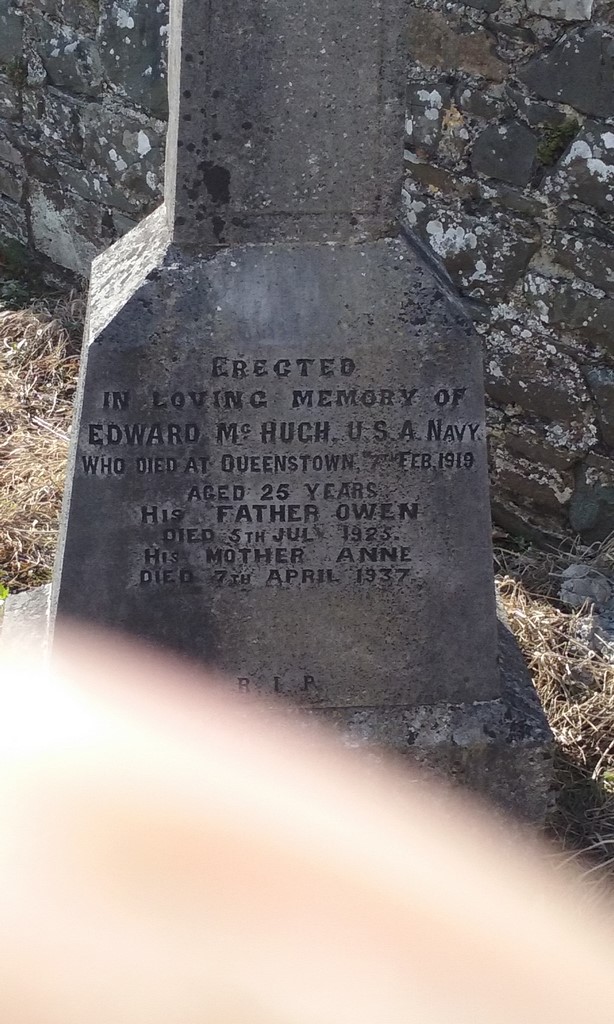 ERECTED
IN LOVING MEMORY OF
EDWARD Mc HUGH, U.S.A. NAVY.
WHO DIED AT QUEENSTOWN, 7TH FEB. 1919
AGED 25 YEARS.
HIS FATHER OWEN
DIED 5TH JULY 1925.
HIS MOTHER ANNE
DIED 7TH APRIL 1937
R.I.P.